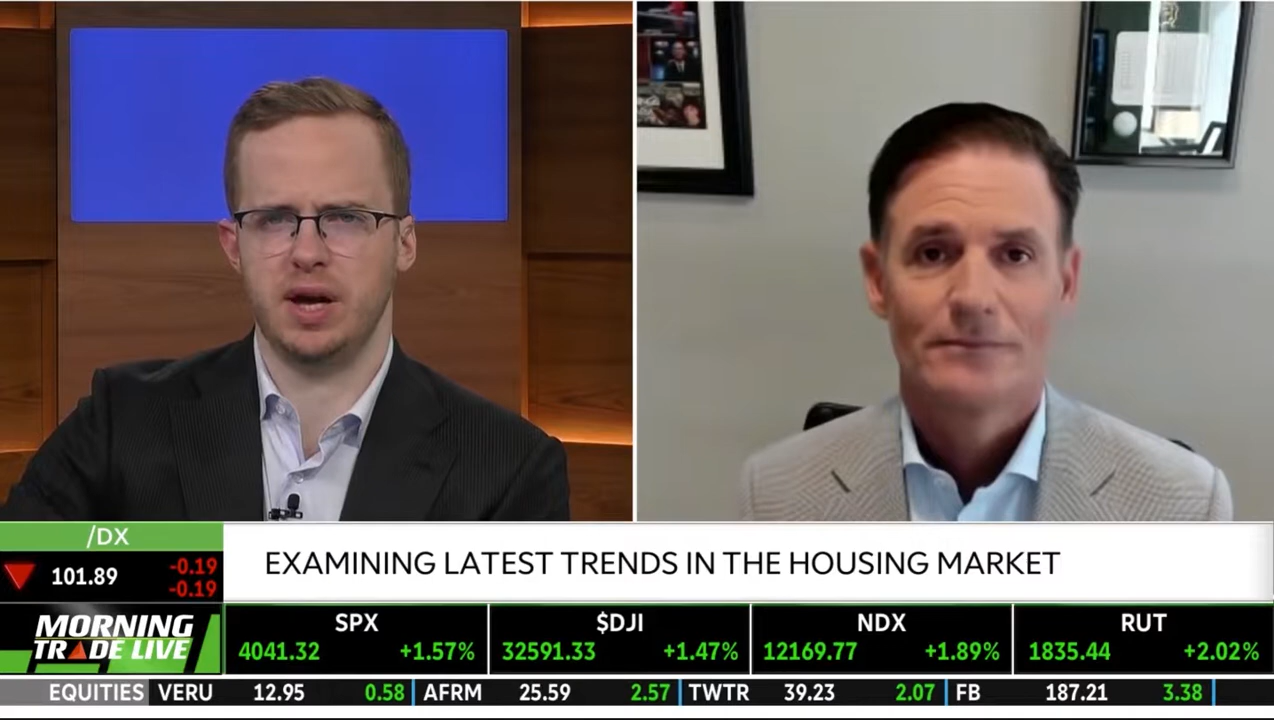 /DX
101.89
-0.19
-0.19
EXAMINING LATEST TRENDS IN THE HOUSING MARKET
MORNING
TRADE LIVE
SPX
4041.32 +1.57%
$DJI
32591.33 +1.47%
NDX
12169.77 +1.89%
RUT
1835.44 +2.02%
EQUITIES VERU 12.95 0.58 AFRM 25.59 2.57 TWTR 39.23 2.07 FB 187.21 3.38